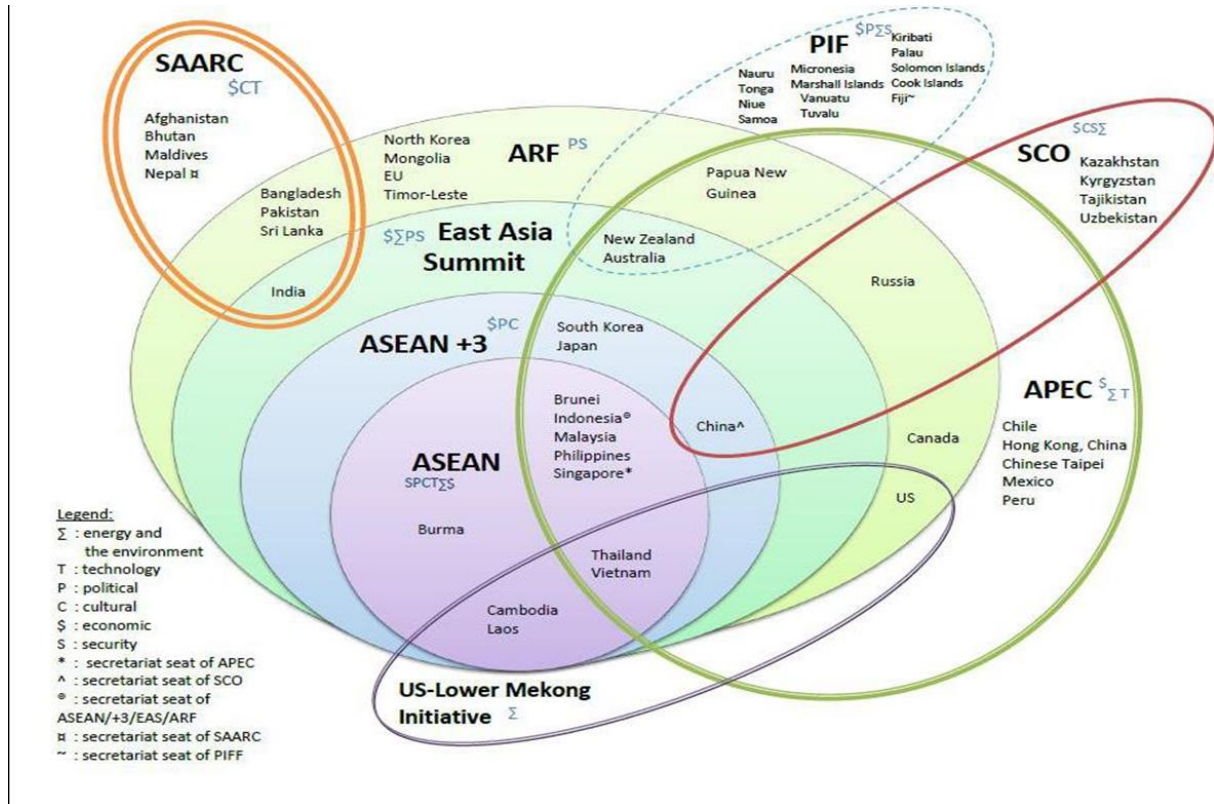 SAARC
$CT
Afghanistan
Bhutan
Maldives
Nepal ¤
Bangladesh
Pakistan
Sri Lanka
India
PIF $P∑S
Nauru
Tonga
Niue
Samoa
Micronesia
Marshall Islands
Vanuatu
Tuvalu
Kiribati
Palau
Solomon Islands
Cook Islands
Fiji~
North Korea
Mongolia
EU
Timor-Leste
ARF PS
Papua New
Guinea
SCO $CS∑
Kazakhstan
Kyrgyzstan
Tajikistan
Uzbekistan
$∑PS East Asia
Summit
New Zealand
Australia
Russia
ASEAN +3 $PC
South Korea
Japan
Brunei
Indonesia®
Malaysia
Philippines
Singapore*
China^
Canada
US
APEC $∑ T
Chile
Hong Kong, China
Chinese Taipei
Mexico
Peru
ASEAN
SPCT∑$
Burma
Thailand
Vietnam
Cambodia
Laos
US-Lower Mekong
Initiative ∑
Legend:
∑ : energy and
the environment
T : technology
P : political
C : cultural
$ : economic
S : security
* : secretariat seat of APEC
^ : secretariat seat of SCO
® : secretariat seat of
ASEAN/+3/EAS/ARF
¤ : secretariat seat of SAARC
~ : secretariat seat of PIFF